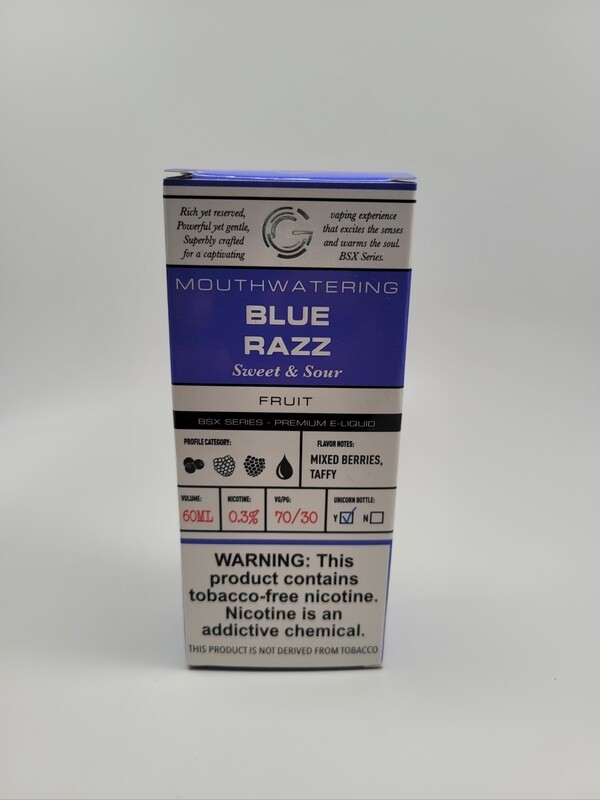 Rich yet reserved,
Powerful yet gentle,
Superbly crafted
for a captivating
vaping experience
that excites the senses
and warms the soul.
BSX Series.
MOUTHWATERING
BLUE
RAZZ
Sweet & Sour
FRUIT
BSX SERIES - PREMIUM E-LIQUID
PROFILE CATEGORY:
FLAVOR NOTES:
MIXED BERRIES,
TAFFY
VOLUME:
60ML
NICOTINE:
0.3%
VG/PG:
70/30
UNICORN BOTTLE:
Y N
WARNING: This
product contains
tobacco-free nicotine.
Nicotine is an
addictive chemical.
THIS PRODUCT IS NOT DERIVED FROM TOBACCO